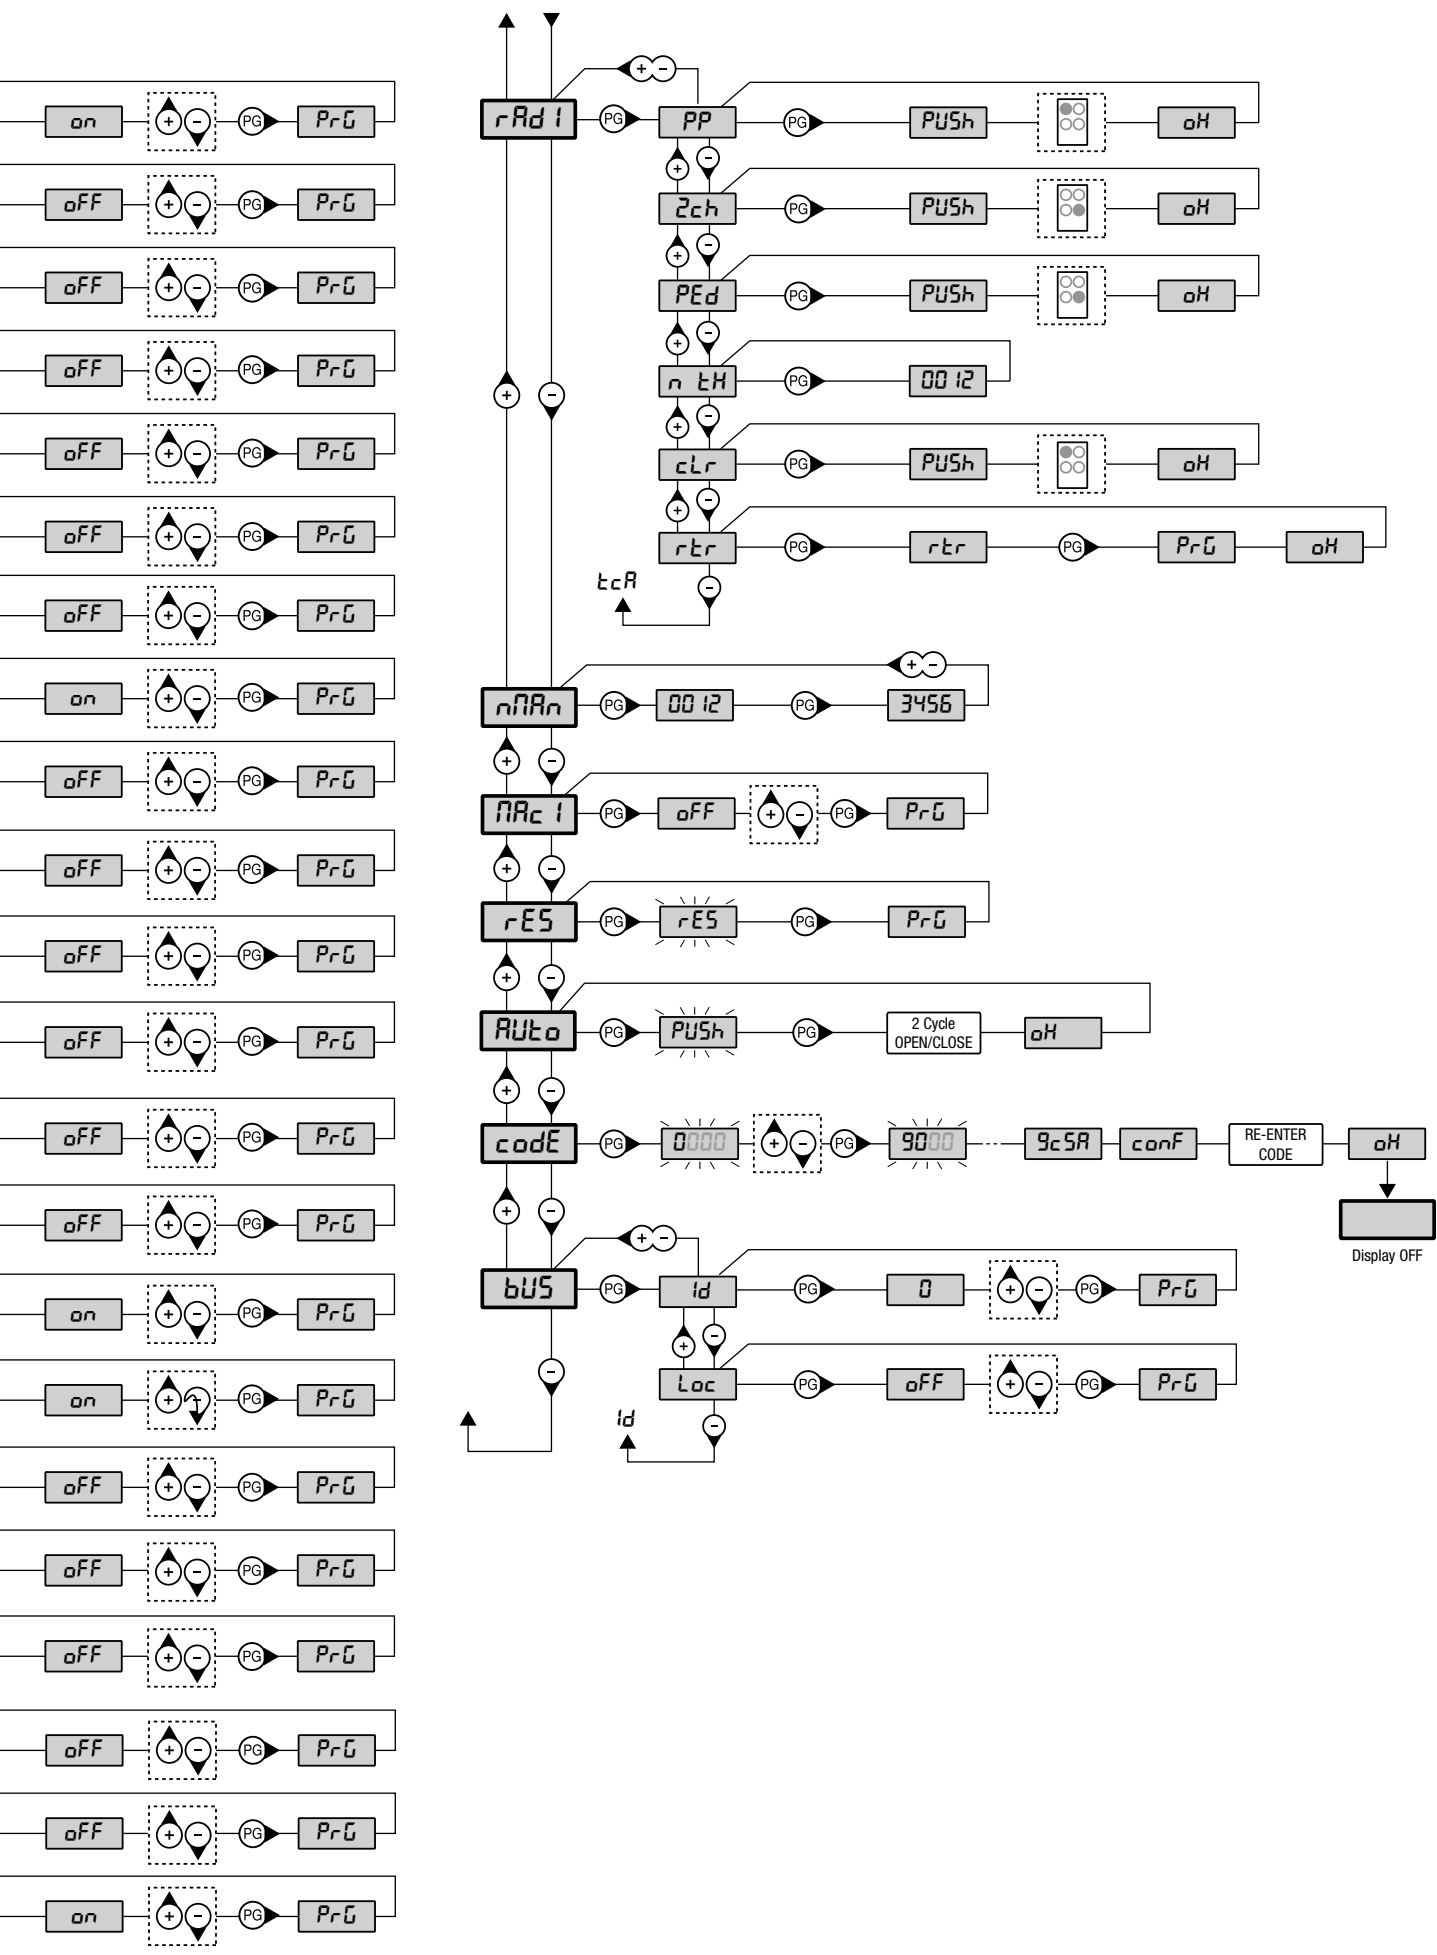 on + - PG PrG
oFF + - PG PrG
oFF + - PG PrG
oFF + - PG PrG
oFF + - PG PrG
oFF + - PG PrG
oFF + - PG PrG
on + - PG PrG
oFF + - PG PrG
oFF + - PG PrG
oFF + - PG PrG
oFF + - PG PrG
oFF + - PG PrG
oFF + - PG PrG
on + - PG PrG
on + PG PrG
oFF + - PG PrG
oFF + - PG PrG
oFF + - PG PrG
oFF + - PG PrG
oFF + - PG PrG
on + - PG PrG
+ -
rAdI PG PP PG PUSh oH
+ -
2ch PG PUSh oH
+ -
PEd PG PUSh oH
+ -
n tH PG 0012
+ -
+ -
cLr PG PUSh oH
+ -
rtr PG rtr PG PrG oH
tcA -
+ -
nMAn PG 0012 PG 3456
+ -
MAc1 PG oFF + - PG PrG
+ -
rES PG rES PG PrG
+ -
AUto PG PUSh PG 2 Cycle
OPEN/CLOSE oH
+ -
codE PG 0000 + - PG 9000 9c5A conF RE-ENTER
CODE oH
Display OFF
+ -
+ -
bUS PG Id PG 0 + - PG PrG
+ -
Loc PG oFF + - PG PrG
-
Id -